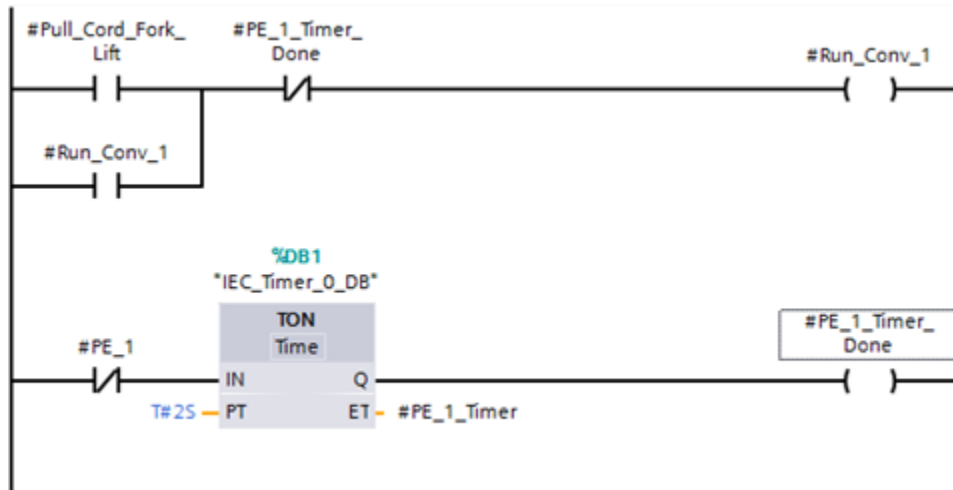 #Pull_Cord_Fork_
Lift
#PE_1_Timer_
Done
#Run_Conv_1
#Run_Conv_1
%DB1
"IEC_Timer_0_DB"
TON
Time
#PE_1
IN
Q
T#2S
PT
ET
#PE_1_Timer
#PE_1_Timer_
Done